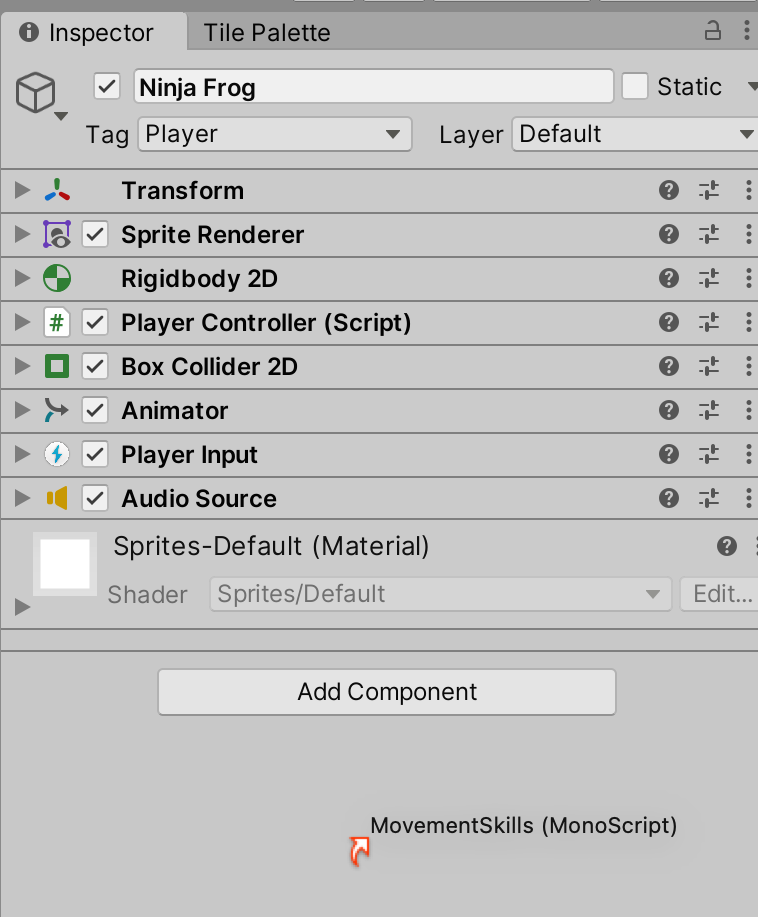 Inspector Tile Palette
Ninja Frog Static
Tag Player Layer Default
Transform
Sprite Renderer
Rigidbody 2D
# Player Controller (Script)
Box Collider 2D
Animator
Player Input
Audio Source
Sprites-Default (Material)
Shader Sprites/Default Edit...
Add Component
MovementSkills (MonoScript)